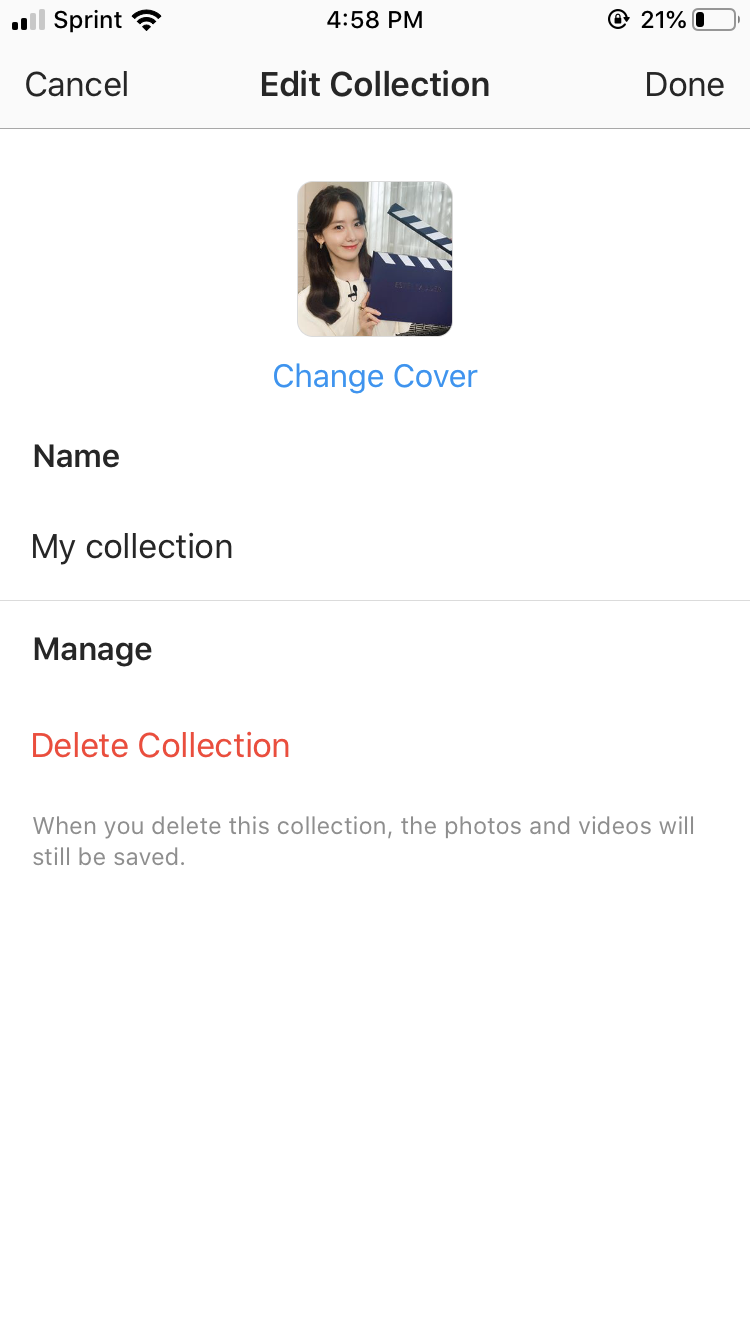 Sprint 4:58 PM 21%
Cancel Edit Collection Done
Change Cover
Name
My collection
Manage
Delete Collection
When you delete this collection, the photos and videos will
still be saved.